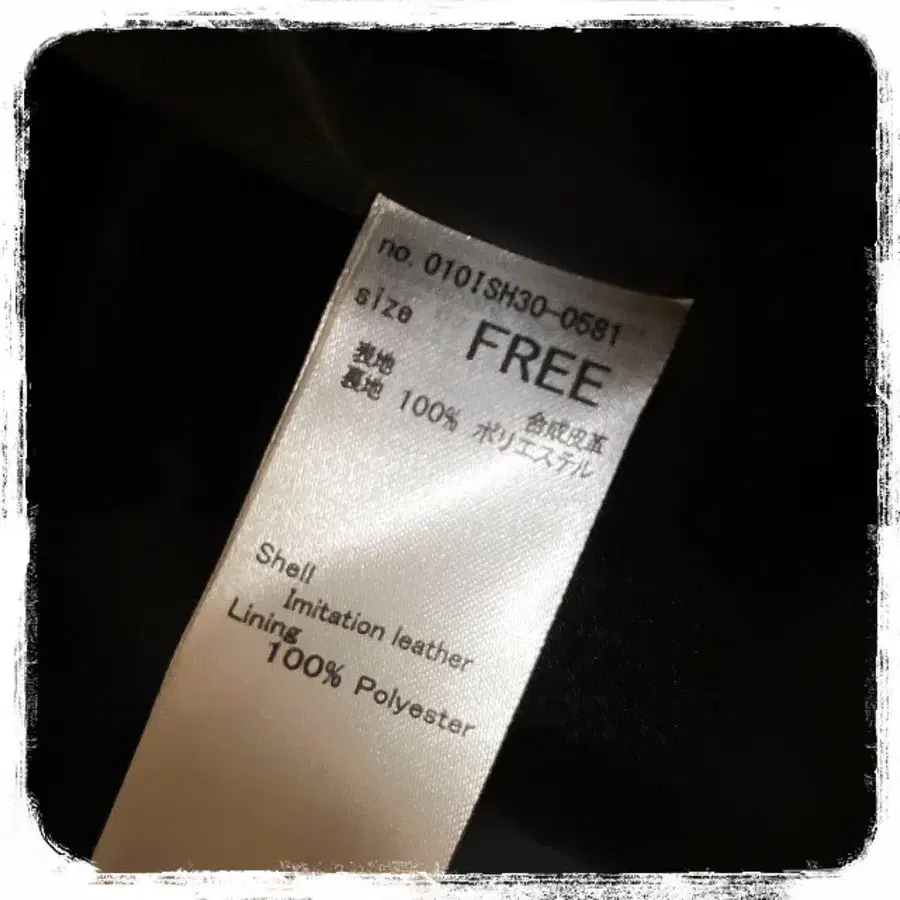 no. 010ISH30-0581
size FREE
表地 合成皮革
裏地 100% ポリエステル
Shell
Imitation leather
Lining
100% Polyester